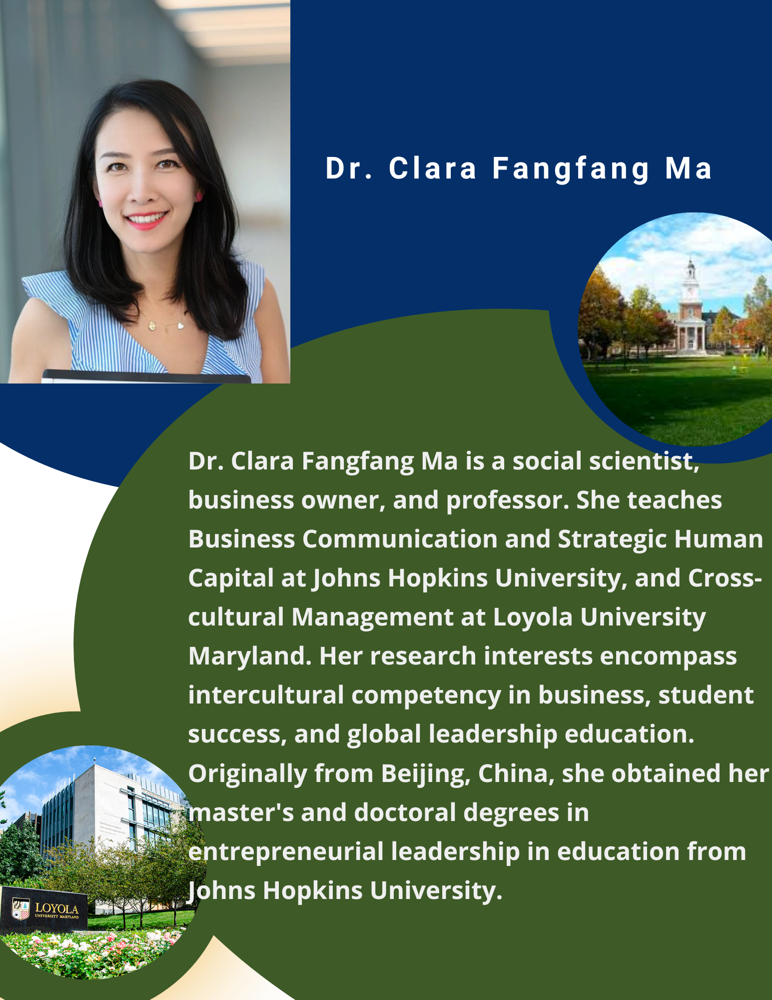 Dr. Clara Fangfang Ma
Dr. Clara Fangfang Ma is a social scientist,
business owner, and professor. She teaches
Business Communication and Strategic Human
Capital at Johns Hopkins University, and Cross-
cultural Management at Loyola University
Maryland. Her research interests encompass
intercultural competency in business, student
success, and global leadership education.
Originally from Beijing, China, she obtained her
master's and doctoral degrees in
entrepreneurial leadership in education from
Johns Hopkins University.
LOYOLA
UNIVERSITY MARYLAND